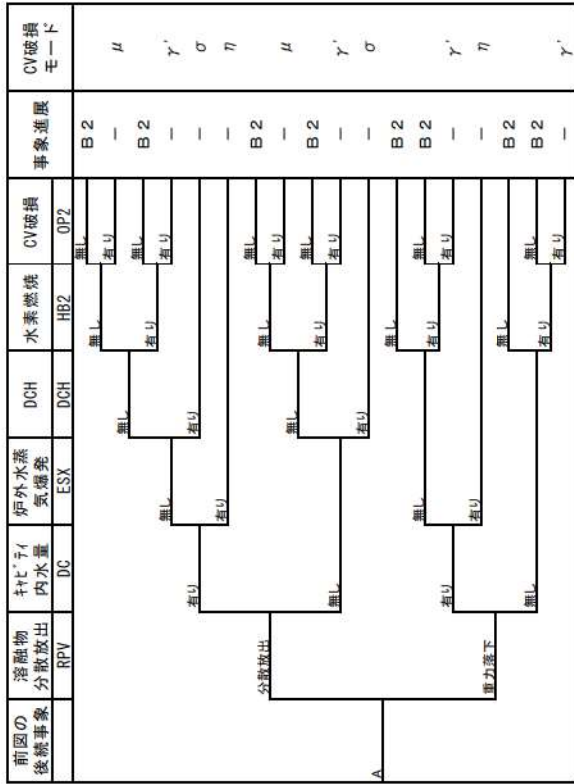 前図の
後続事象
溶融物
分散放出
キャビティ
内水量
炉外水蒸
気爆発
DCH
水素燃焼
CV破損
事象進展
CV破損
モード
RPV
DC
ESX
DCH
HB2
OP2
無し B2
無し
有り − μ
無し
無し B2
有り
有り − γ'
無し
有り − σ
有り
有り − η
分散放出
無し B2
無し
有り − μ
無し
無し B2
有り
有り − γ'
無し
有り − σ
A
無し B2
無し
無し B2
有り
有り − γ'
有り
有り − η
重力落下
無し B2
無し
無し B2
有り
有り − γ'